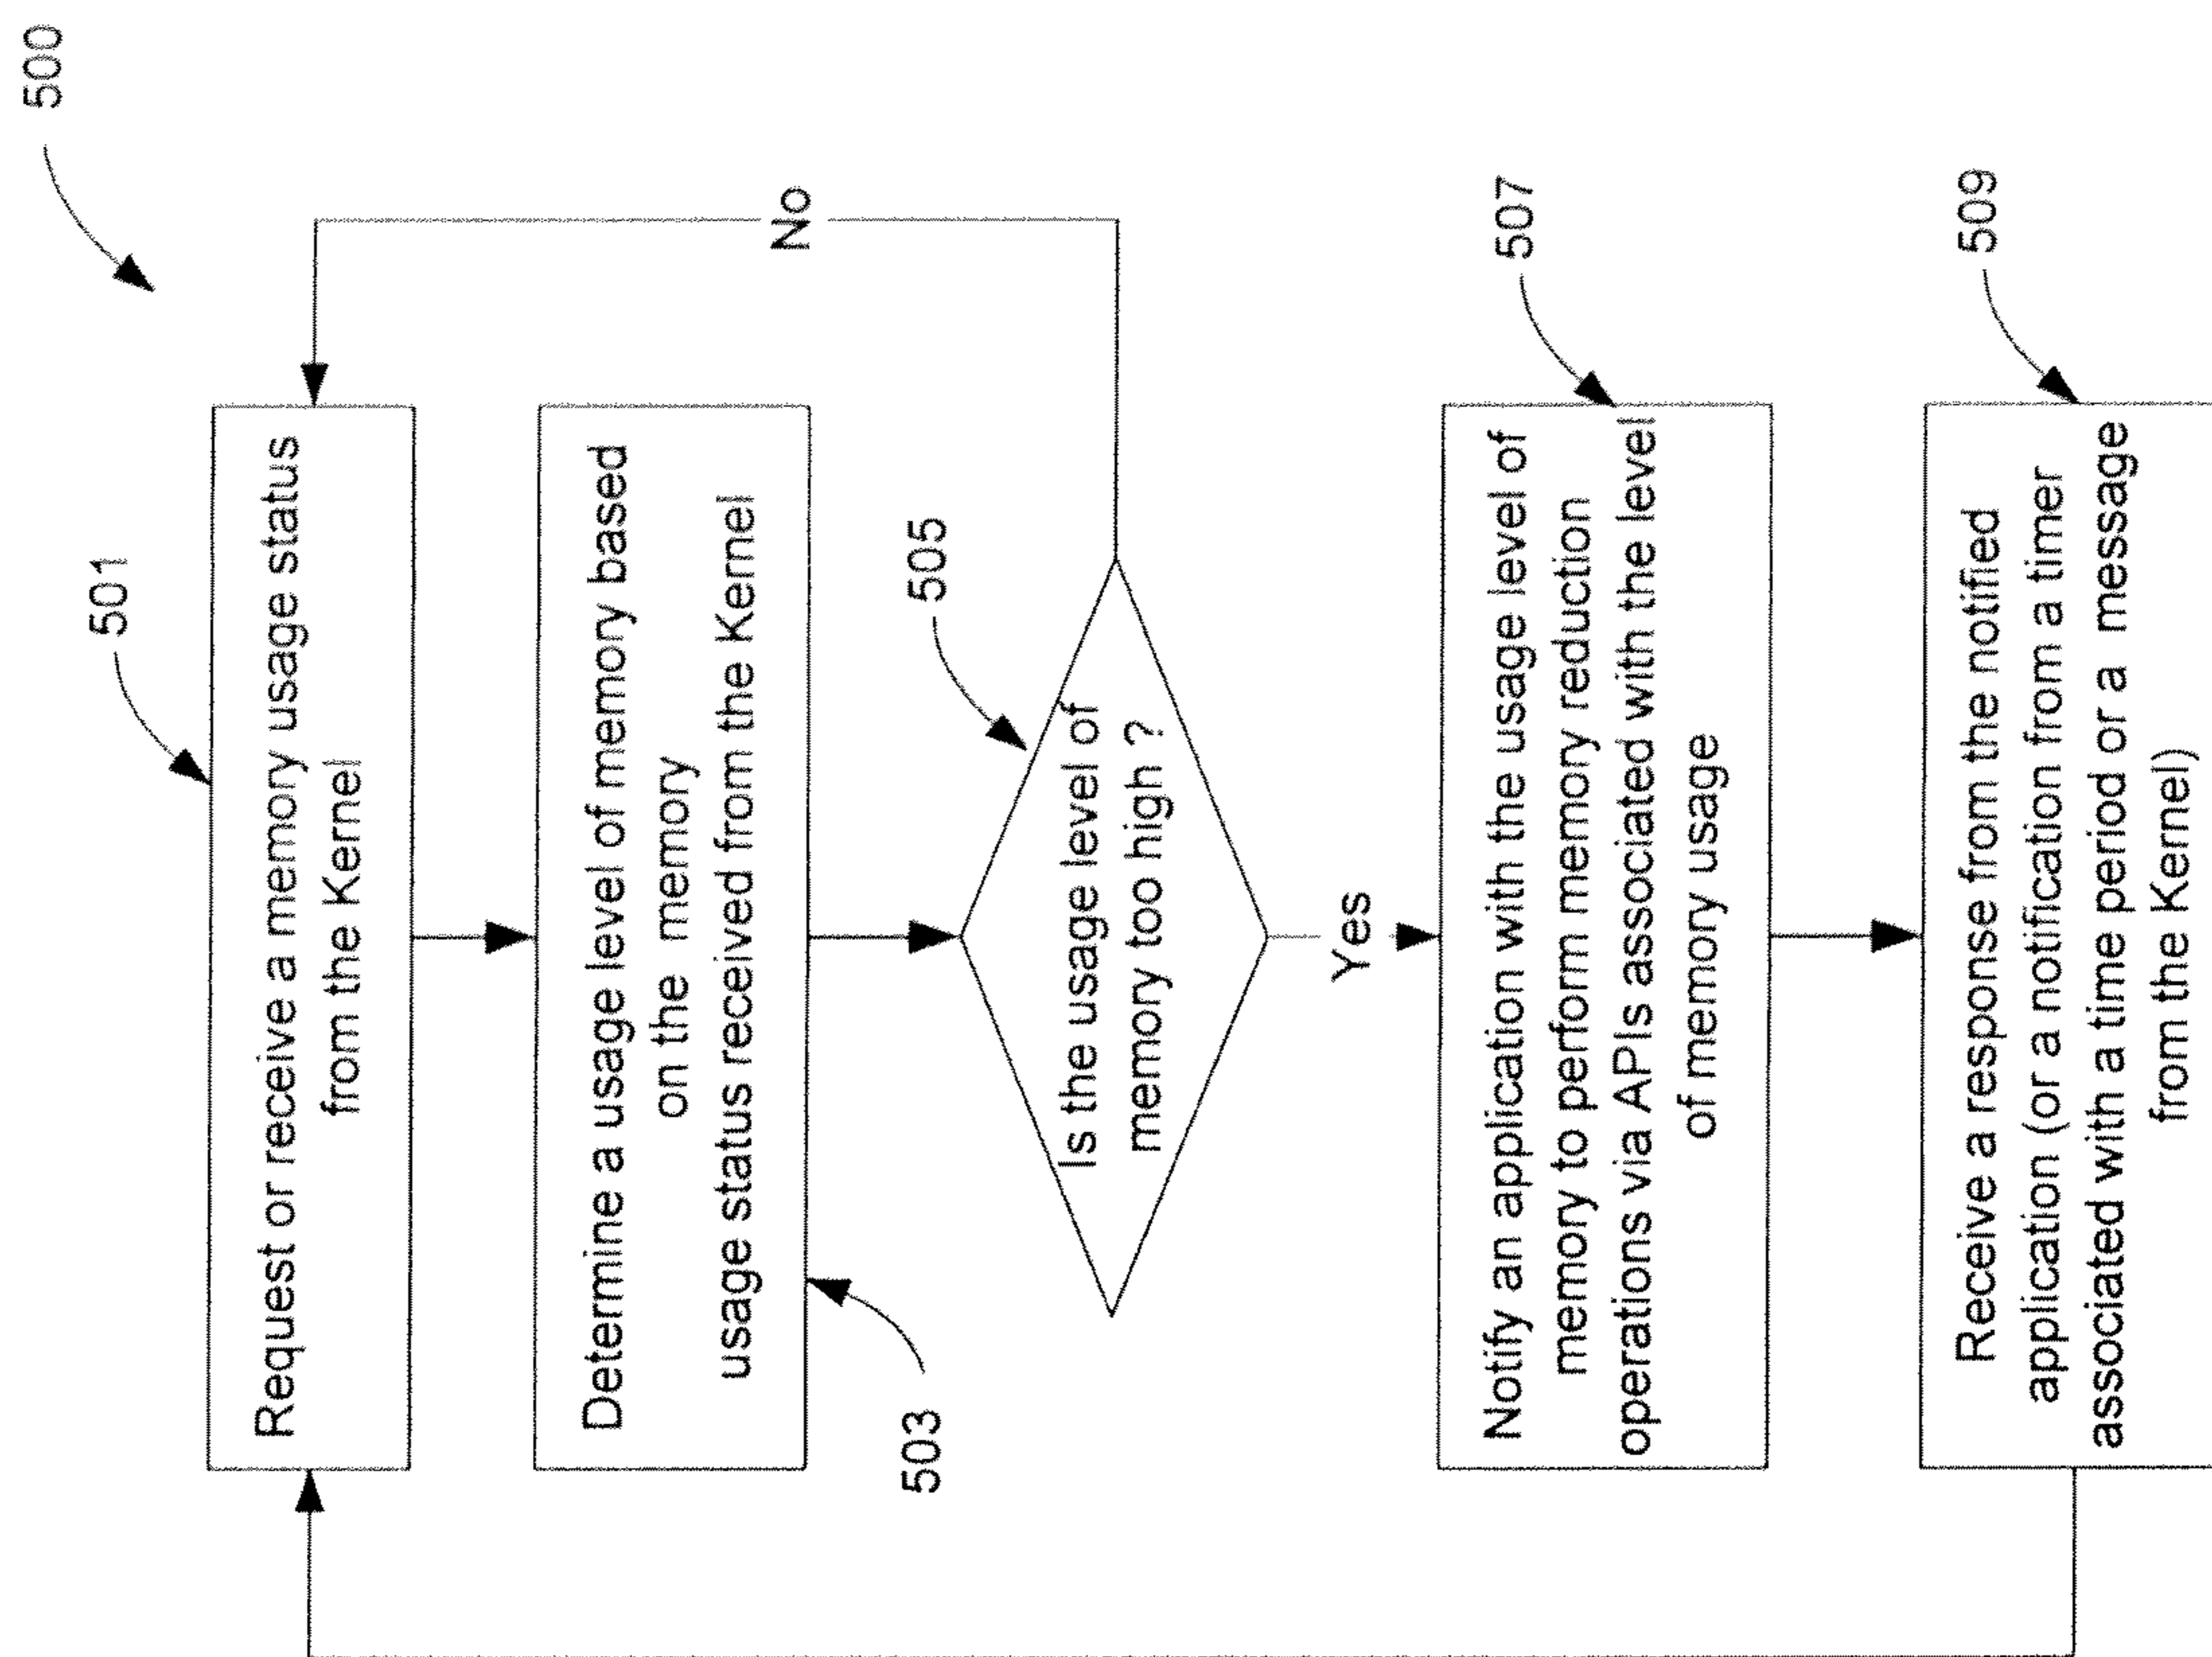 500
501
Request or receive a memory usage status
from the Kernel
Determine a usage level of memory based
on the memory
usage status received from the Kernel
503
505
Is the usage level of
memory too high ?
No
Yes
507
Notify an application with the usage level of
memory to perform memory reduction
operations via APIs associated with the level
of memory usage
509
Receive a response from the notified
application (or a notification from a timer
associated with a time period or a message
from the Kernel)